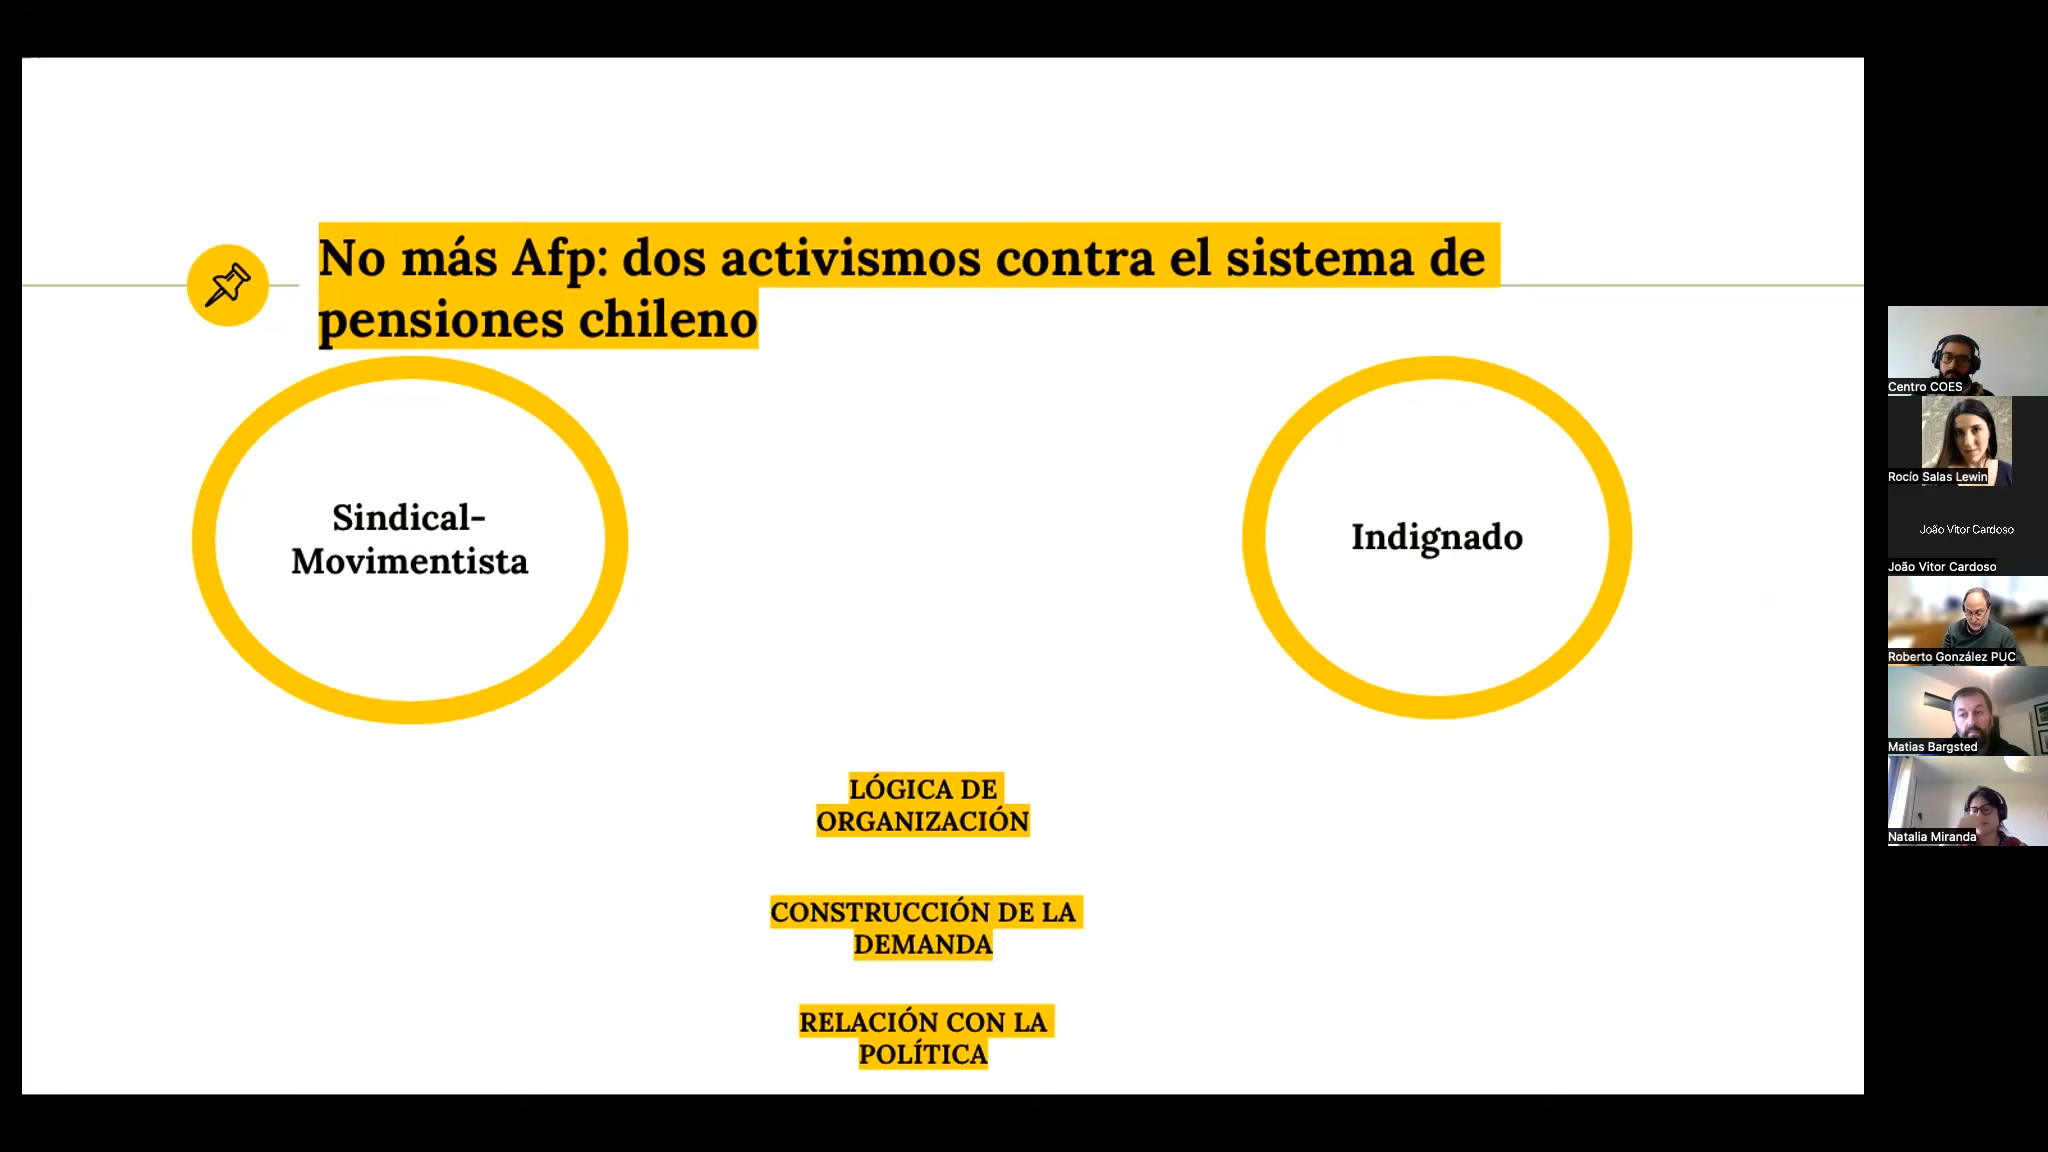 No más Afp: dos activismos contra el sistema de
pensiones chileno
Sindical-
Movimentista
Indignado
LÓGICA DE
ORGANIZACIÓN
CONSTRUCCIÓN DE LA
DEMANDA
RELACIÓN CON LA
POLÍTICA
Centro COES
Rocío Salas Lewin
João Vitor Cardoso
João Vitor Cardoso
Roberto González PUC
Matias Bargsted
Natalia Miranda